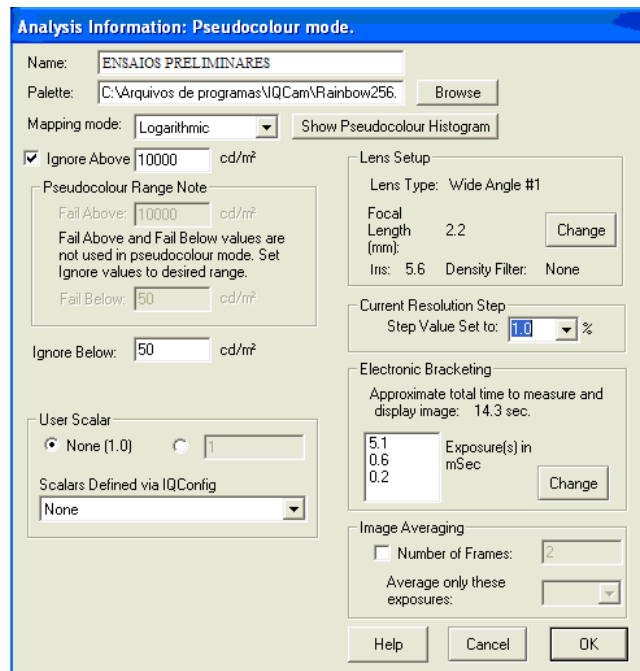 Analysis Information: Pseudocolour mode.
Name: ENSAIOS PRELIMINARES
Palette: C:\Arquivos de programas\IQCam\Rainbow256. Browse
Mapping mode: Logarithmic Show Pseudocolour Histogram
Ignore Above 10000 cd/m²
Pseudocolour Range Note
Fail Above: 10000 cd/m²
Fail Above and Fail Below values are
not used in pseudocolour mode. Set
Ignore values to desired range.
Fail Below: 50 cd/m²
Ignore Below: 50 cd/m²
User Scalar
None (1.0) 1
Scalars Defined via IQConfig
None
Lens Setup
Lens Type: Wide Angle #1
Focal
Length
(mm): 2.2 Change
Iris: 5.6 Density Filter: None
Current Resolution Step
Step Value Set to: 1.0 %
Electronic Bracketing
Approximate total time to measure and
display image: 14.3 sec.
5.1
0.6
0.2
Exposure(s) in
mSec
Change
Image Averaging
Number of Frames: 2
Average only these
exposures:
Help Cancel OK